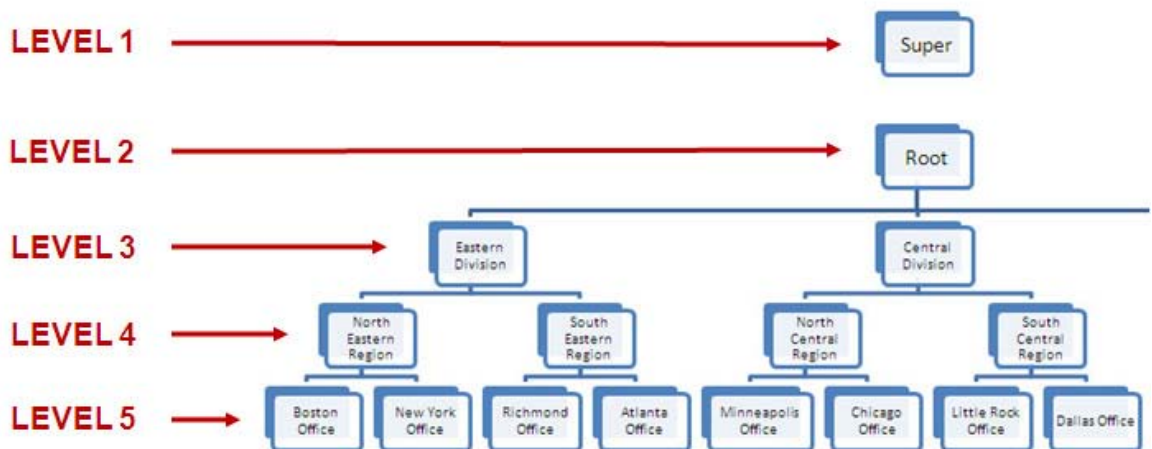 LEVEL 1
Super
LEVEL 2
Root
LEVEL 3
Eastern
Division
Central
Division
LEVEL 4
North
Eastern
Region
South
Eastern
Region
North
Central
Region
South
Central
Region
LEVEL 5
Boston
Office
New York
Office
Richmond
Office
Atlanta
Office
Minneapolis
Office
Chicago
Office
Little Rock
Office
Dallas Office